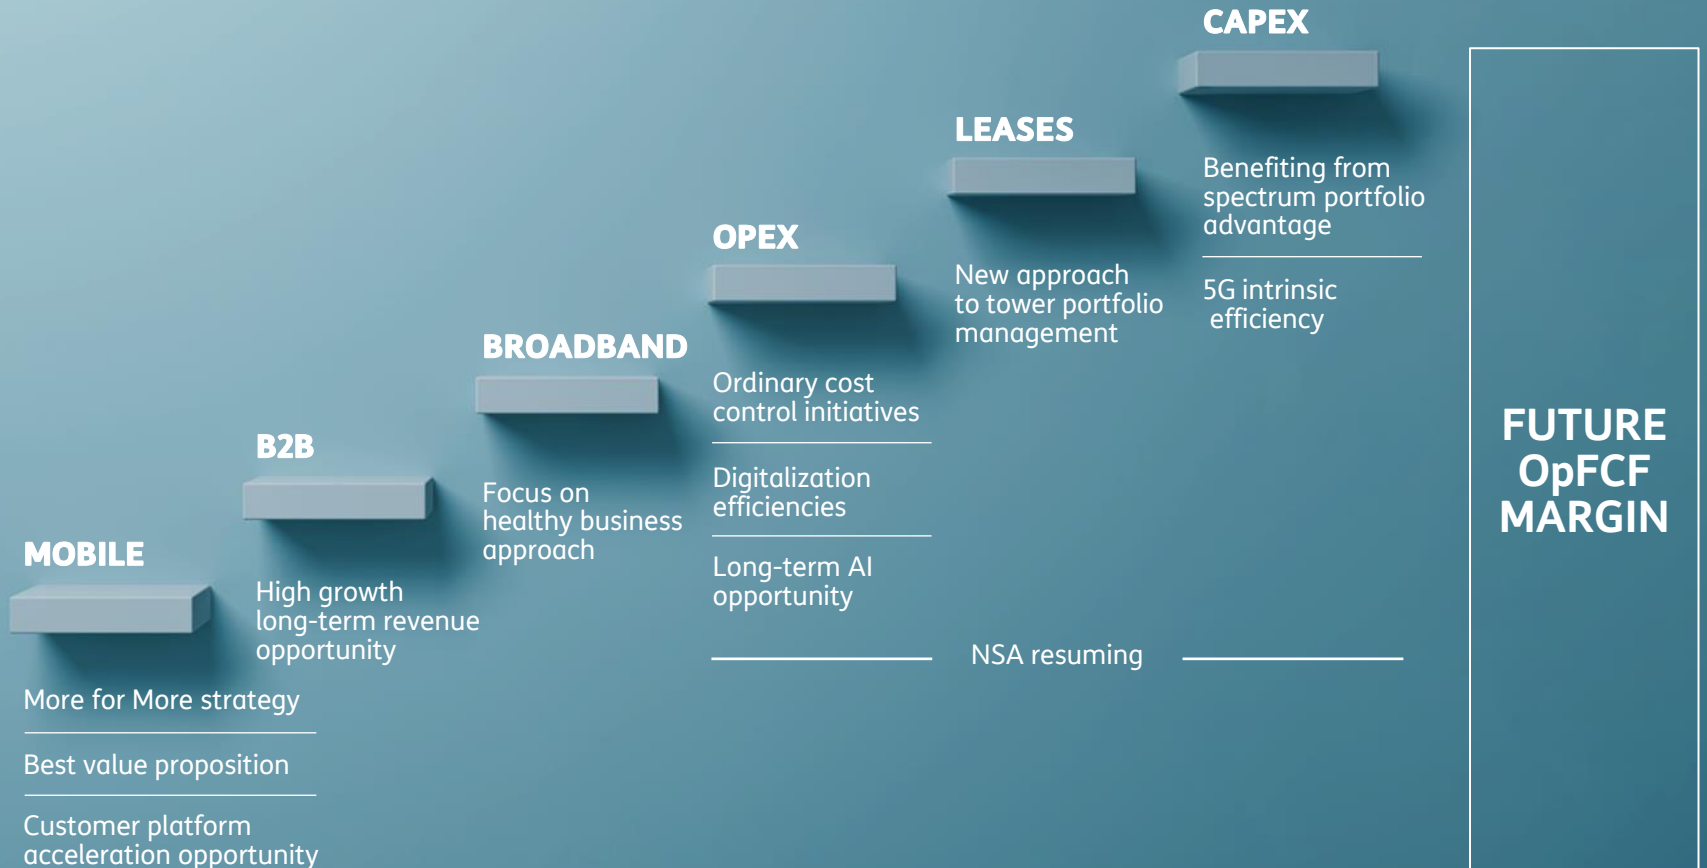 MOBILE
More for More strategy
Best value proposition
Customer platform
acceleration opportunity
B2B
High growth
long-term revenue
opportunity
BROADBAND
Focus on
healthy business
approach
OPEX
Ordinary cost
control initiatives
Digitalization
efficiencies
Long-term AI
opportunity
LEASES
New approach
to tower portfolio
management
CAPEX
Benefiting from
spectrum portfolio
advantage
5G intrinsic
efficiency
NSA resuming
FUTURE
OpFCF
MARGIN